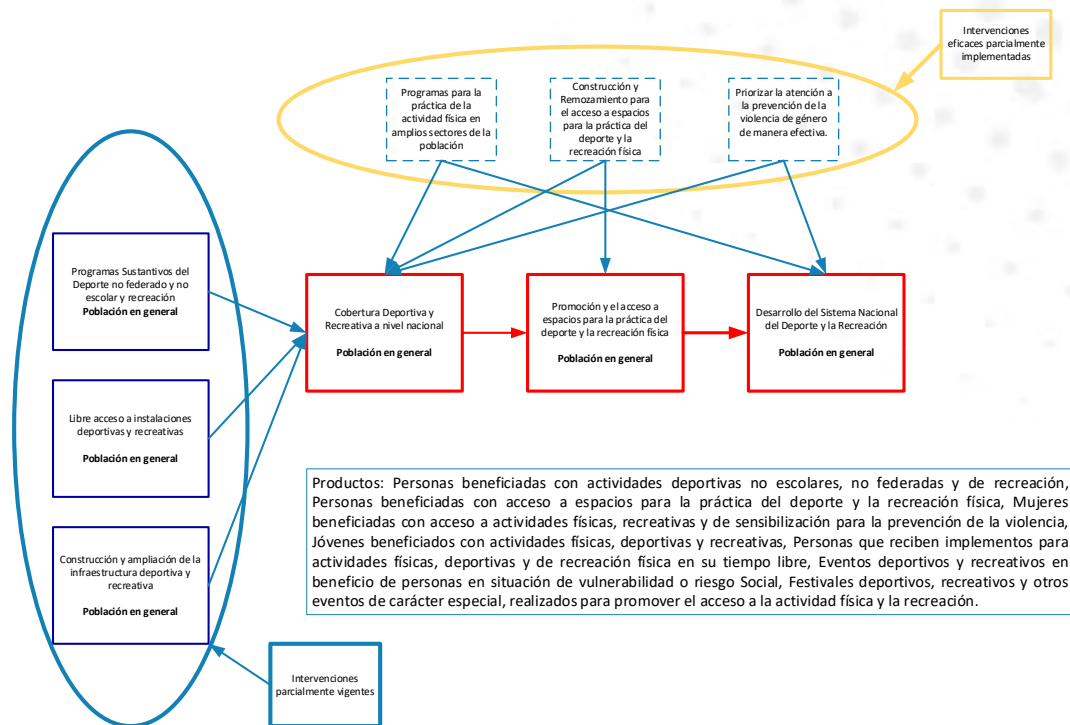 Intervenciones
eficaces parcialmente
implementadas
Programas para la
práctica de la
actividad física en
amplios sectores de la
población
Construcción y
Remozamiento para
el acceso a espacios
para la práctica del
deporte y la
recreación física
Priorizar la atención a
la prevención de la
violencia de género
de manera efectiva.
Programas Sustantivos del
Deporte no federado y no
escolar y recreación
Población en general
Libre acceso a instalaciones
deportivas y recreativas
Población en general
Construcción y ampliación de la
infraestructura deportiva y
recreativa
Población en general
Cobertura Deportiva y
Recreativa a nivel nacional
Población en general
Promoción y el acceso a
espacios para la práctica del
deporte y la recreación física
Población en general
Desarrollo del Sistema Nacional
del Deporte y la Recreación
Población en general
Productos: Personas beneficiadas con actividades deportivas no escolares, no federadas y de recreación,
Personas beneficiadas con acceso a espacios para la práctica del deporte y la recreación física, Mujeres
beneficiadas con acceso a actividades físicas, recreativas y de sensibilización para la prevención de la violencia,
Jóvenes beneficiados con actividades físicas, deportivas y recreativas, Personas que reciben implementos para
actividades físicas, deportivas y de recreación física en su tiempo libre, Eventos deportivos y recreativos en
beneficio de personas en situación de vulnerabilidad o riesgo Social, Festivales deportivos, recreativos y otros
eventos de carácter especial, realizados para promover el acceso a la actividad física y la recreación.
Intervenciones
parcialmente vigentes